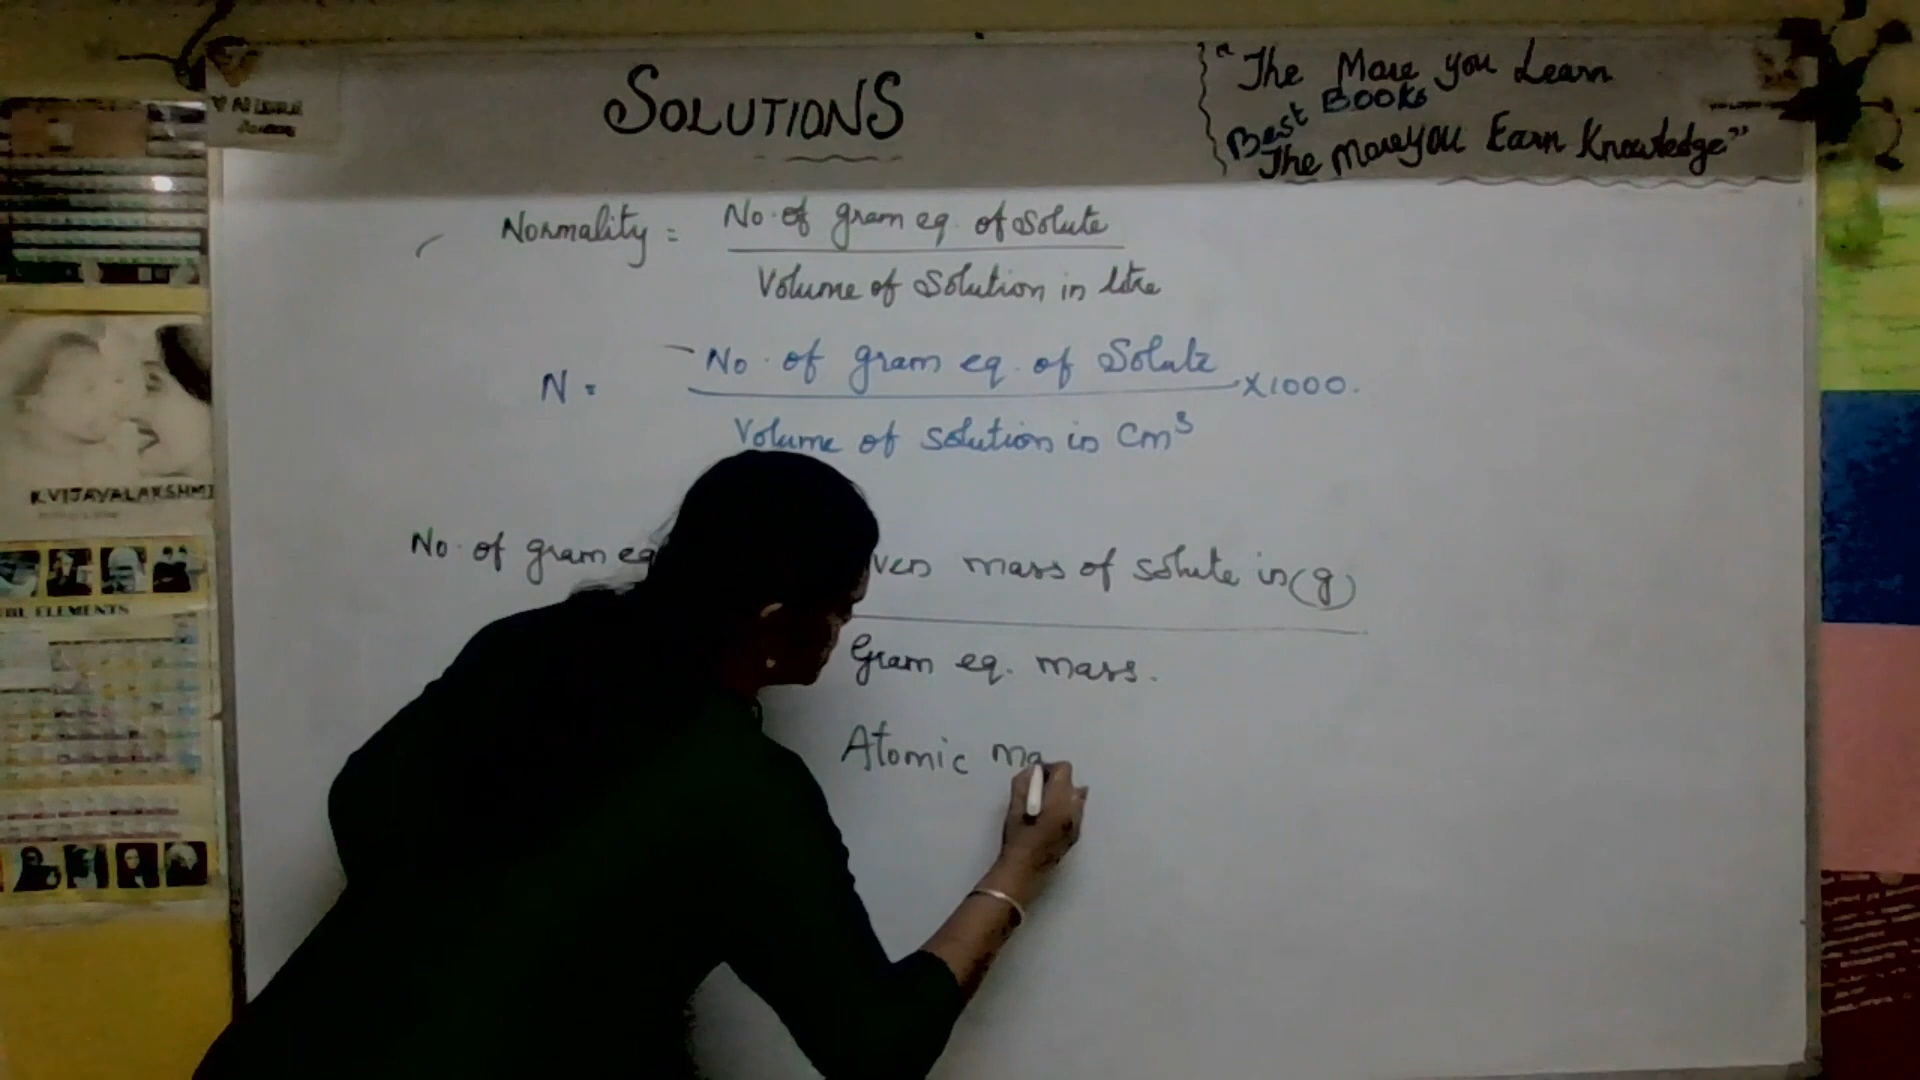 SOLUTIONS
"The More you Learn
Best Books
The More you Earn Knowledge"
Normality = No. of gram eq. of solute
Volume of Solution in litre
N = No. of gram eq. of Solute X1000.
Volume of solution in Cm³
No. of gram eq ven mass of solute in (g)
Gram eq. mass.
Atomic ma
K.VIJAYALAKSHMI
ELEMENTS